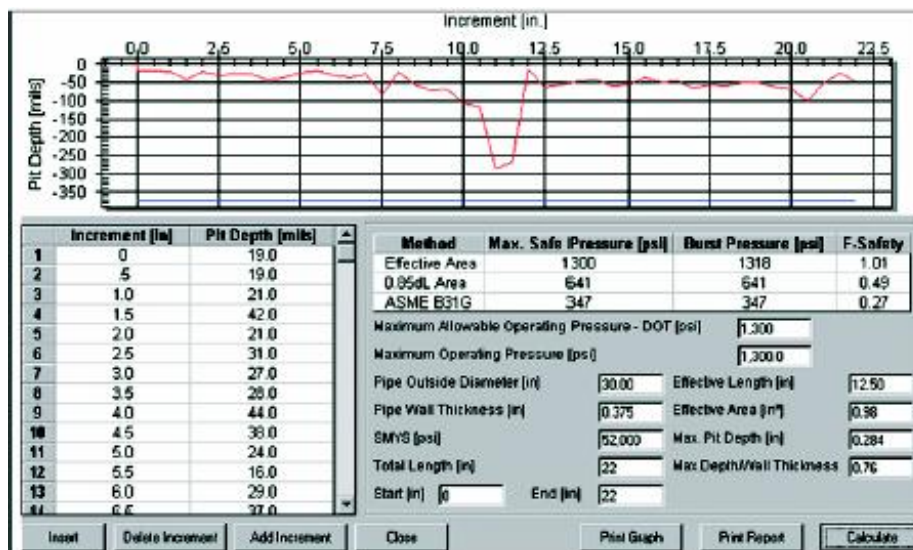 Increment [in.]
0.0 2.5 5.0 7.5 10.0 12.5 15.0 17.5 20.0 22.5
Pit Depth [mils]
0
-50
-100
-150
-200
-250
-300
-350
Increment [in] Pit Depth [mils]
1 0 19.0
2 .5 19.0
3 1.0 21.0
4 1.5 42.0
5 2.0 21.0
6 2.5 31.0
7 3.0 27.0
8 3.5 28.0
9 4.0 44.0
10 4.5 38.0
11 5.0 24.0
12 5.5 16.0
13 6.0 29.0
14 6.5 37.0
Method Max. Safe Pressure [psi] Burst Pressure [psi] F-Safety
Effective Area 1300 1318 1.01
0.85dL Area 641 641 0.49
ASME B31G 347 347 0.27
Maximum Allowable Operating Pressure - DOT [psi] 1,300
Maximum Operating Pressure [psi] 1,300.0
Pipe Outside Diameter [in] 30.00 Effective Length [in] 12.50
Pipe Wall Thickness [in] 0.375 Effective Area [in²] 0.98
SMYS [psi] 52,000 Max. Pit Depth [in] 0.284
Total Length [in] 22 Max Depth/Wall Thickness 0.76
Start [in] 0 End [in] 22
Insert Delete Increment Add Increment Close Print Graph Print Report Calculate